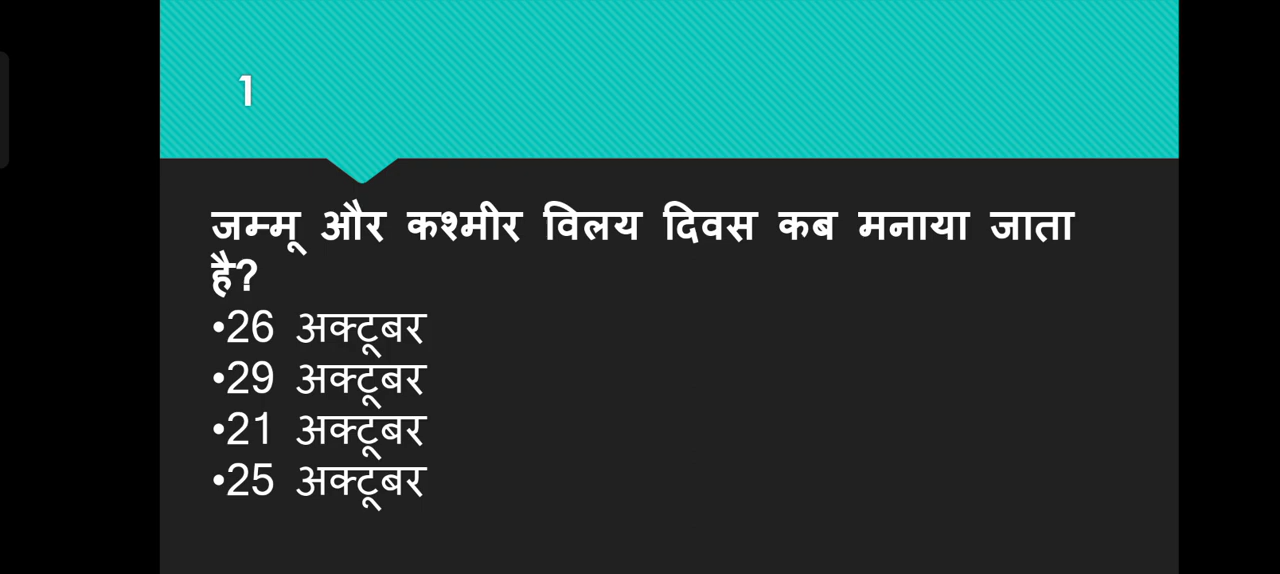 1
जम्मू और कश्मीर विलय दिवस कब मनाया जाता
है?
•26 अक्टूबर
•29 अक्टूबर
•21 अक्टूबर
•25 अक्टूबर